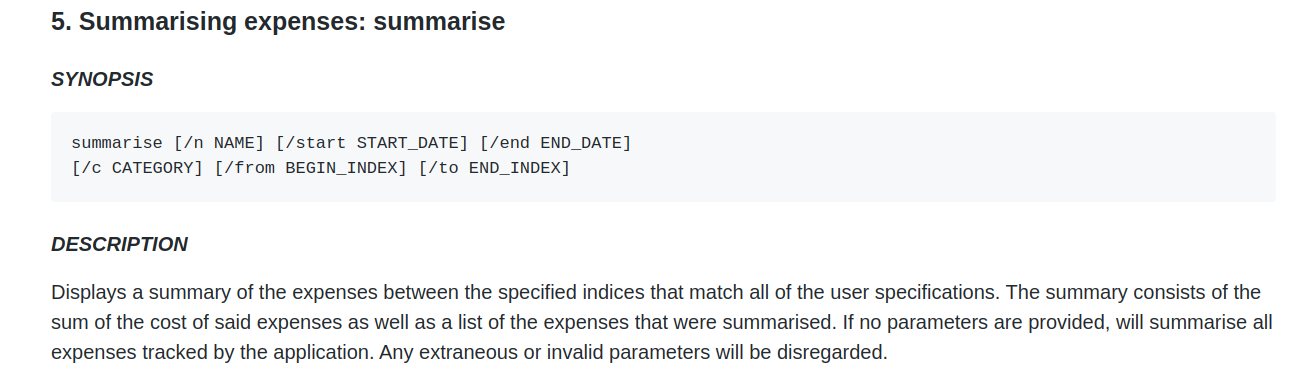 5. Summarising expenses: summarise
SYNOPSIS
summarise [/n NAME] [/start START_DATE] [/end END_DATE]
[/c CATEGORY] [/from BEGIN_INDEX] [/to END_INDEX]
DESCRIPTION
Displays a summary of the expenses between the specified indices that match all of the user specifications. The summary consists of the
sum of the cost of said expenses as well as a list of the expenses that were summarised. If no parameters are provided, will summarise all
expenses tracked by the application. Any extraneous or invalid parameters will be disregarded.